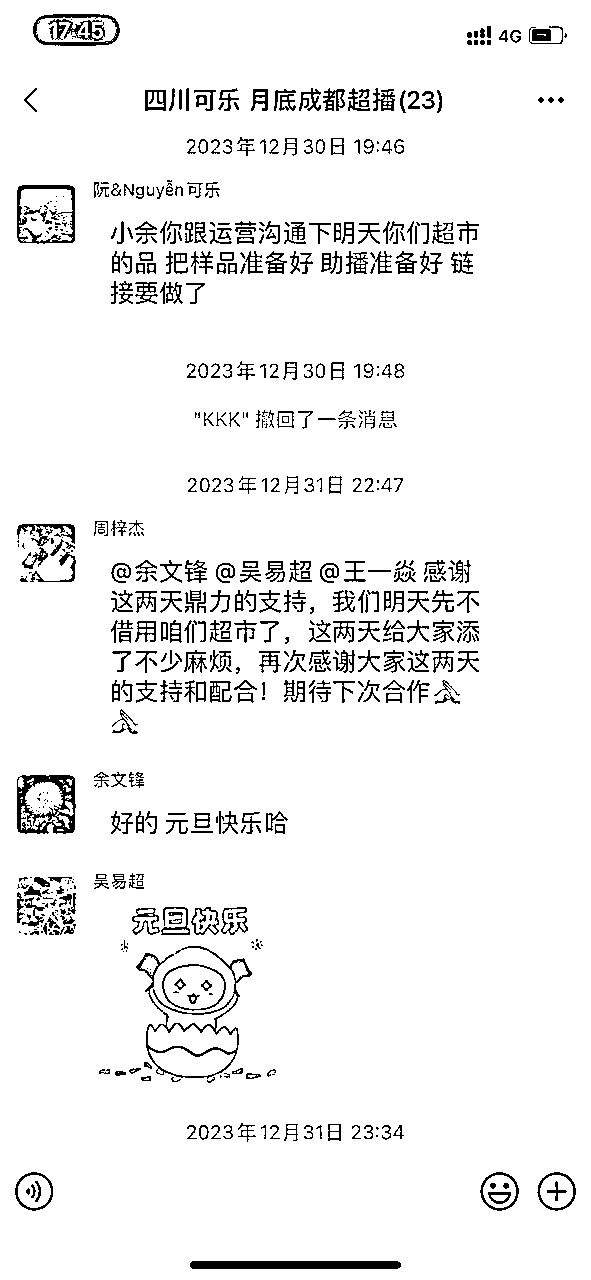 17:45
4G
四川可乐 月底成都超播(23)
2023年12月30日 19:46
阮&Nguyễn可乐
小余你跟运营沟通下明天你们超市
的品 把样品准备好 助播准备好 链
接要做了
2023年12月30日 19:48
"KKK" 撤回了一条消息
2023年12月31日 22:47
周梓杰
@余文锋 @吴易超 @王一焱 感谢
这两天鼎力的支持，我们明天先不
借用咱们超市了，这两天给大家添
了不少麻烦，再次感谢大家这两天
的支持和配合！期待下次合作🙏
🙏
余文锋
好的 元旦快乐哈
吴易超
元旦快乐
2023年12月31日 23:34